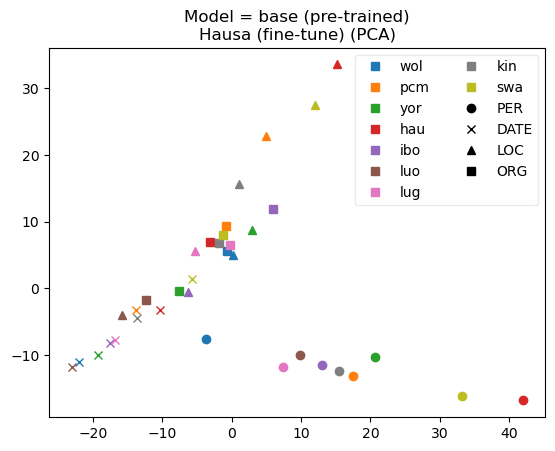 Model = base (pre-trained)
Hausa (fine-tune) (PCA)
wol kin
pcm swa
yor PER
hau DATE
ibo LOC
luo ORG
lug
30
20
10
0
−10
−20 −10 0 10 20 30 40